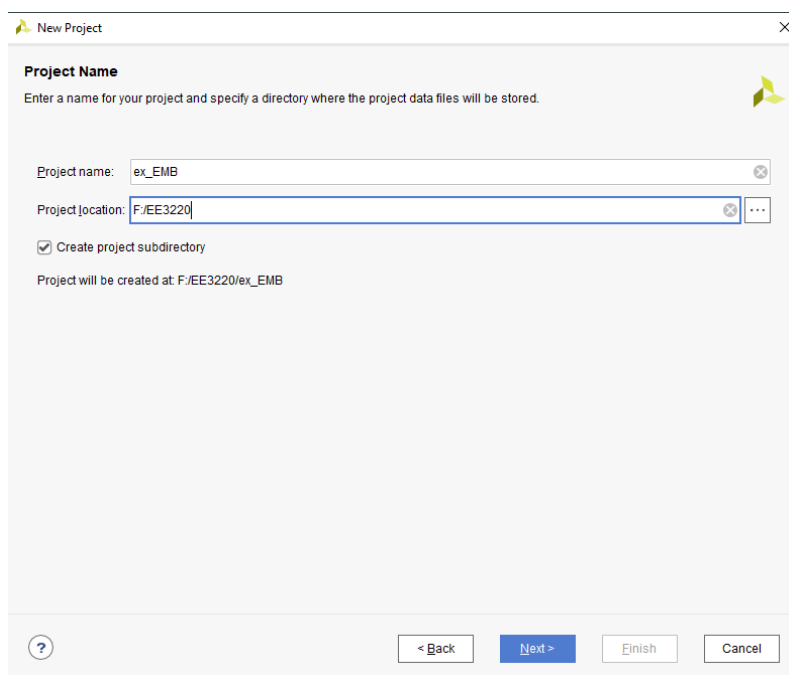 New Project
Project Name
Enter a name for your project and specify a directory where the project data files will be stored.
Project name: ex_EMB
Project location: F:/EE3220
Create project subdirectory
Project will be created at: F:/EE3220/ex_EMB
? < Back Next > Finish Cancel